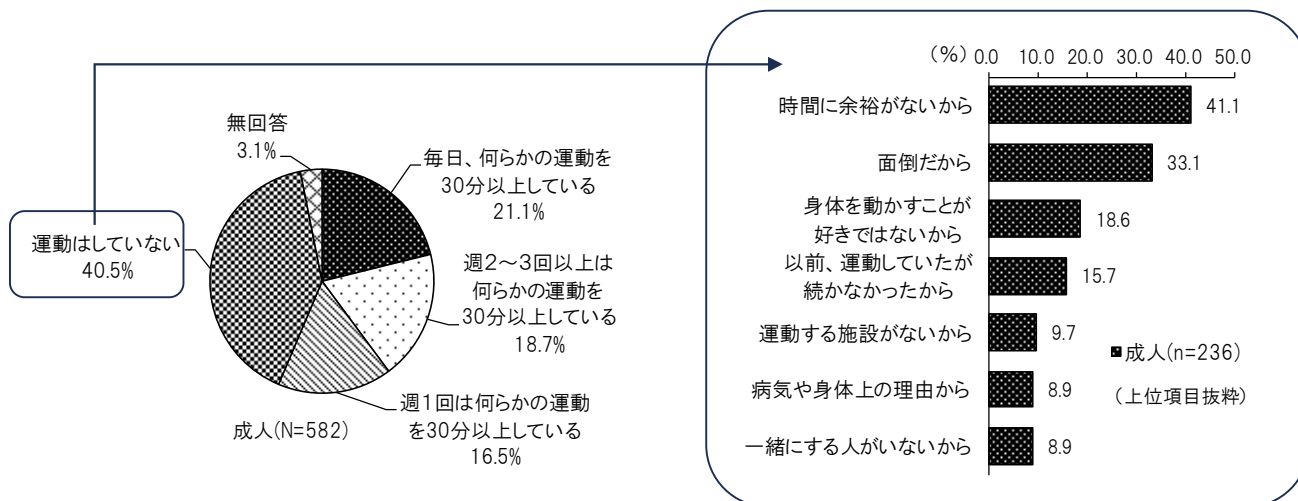 無回答
3.1%
毎日、何らかの運動を
30分以上している
21.1%
運動はしていない
40.5%
週2～3回以上は
何らかの運動を
30分以上している
18.7%
週1回は何らかの運動
を30分以上している
16.5%
成人(N=582)
(%)
0.0 10.0 20.0 30.0 40.0 50.0
時間に余裕がないから 41.1
面倒だから 33.1
身体を動かすことが
好きではないから 18.6
以前、運動していたが
続かなかったから 15.7
運動する施設がないから 9.7
病気や身体上の理由から 8.9
一緒にする人がいないから 8.9
成人(n=236)
(上位項目抜粋)